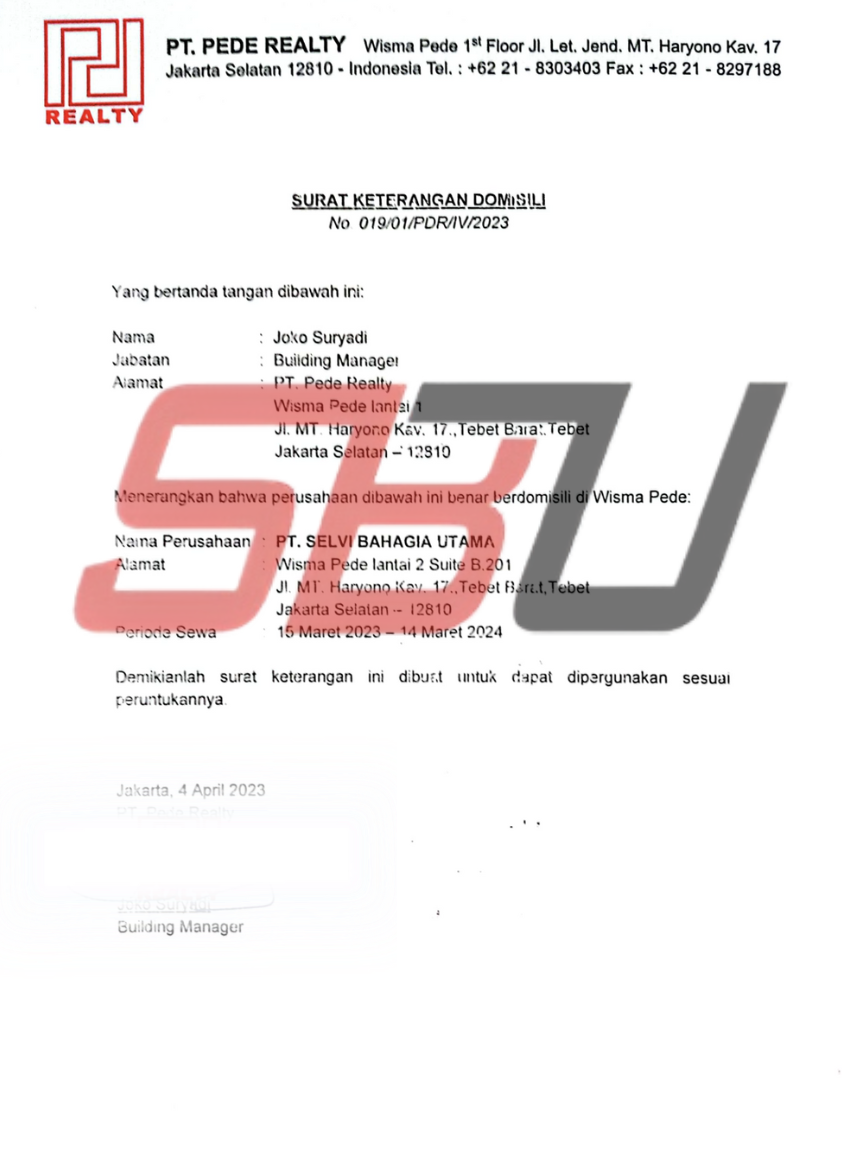 PT. PEDE REALTY Wisma Pede 1st Floor Jl. Let. Jend. MT. Haryono Kav. 17
REALTY
Jakarta Selatan 12810 - Indonesia Tel. : +62 21 - 8303403 Fax : +62 21 - 8297188
SURAT KETERANGAN DOMISILI
No 019/01/PDR/IV/2023
Yang bertanda tangan dibawah ini:
Nama : Joko Suryadi
Jabatan : Building Manager
Alamat : PT. Pede Realty
Wisma Pede lantai 1
Jl. MT. Haryono Kav. 17.,Tebet Barat.Tebet
Jakarta Selatan – 12810
SBU
Menerangkan bahwa perusahaan dibawah ini benar berdomisili di Wisma Pede:
Nama Perusahaan : PT. SELVI BAHAGIA UTAMA
Alamat : Wisma Pede lantai 2 Suite B.201
Jl. MT. Haryono Kav. 17.,Tebet Barat,Tebet
Jakarta Selatan – 12810
Periode Sewa : 15 Maret 2023 – 14 Maret 2024
Demikianlah surat keterangan ini dibuat untuk dapat dipergunakan sesuai
peruntukannya.
Jakarta, 4 April 2023
PT. Pede Realty
Joko Suryadi
Building Manager